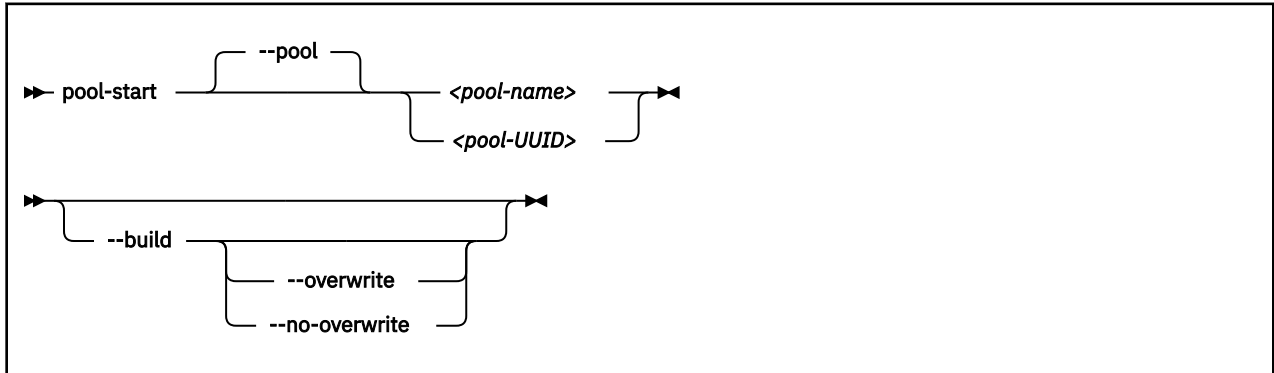 --pool
pool-start <pool-name>
<pool-UUID>
--build
--overwrite
--no-overwrite